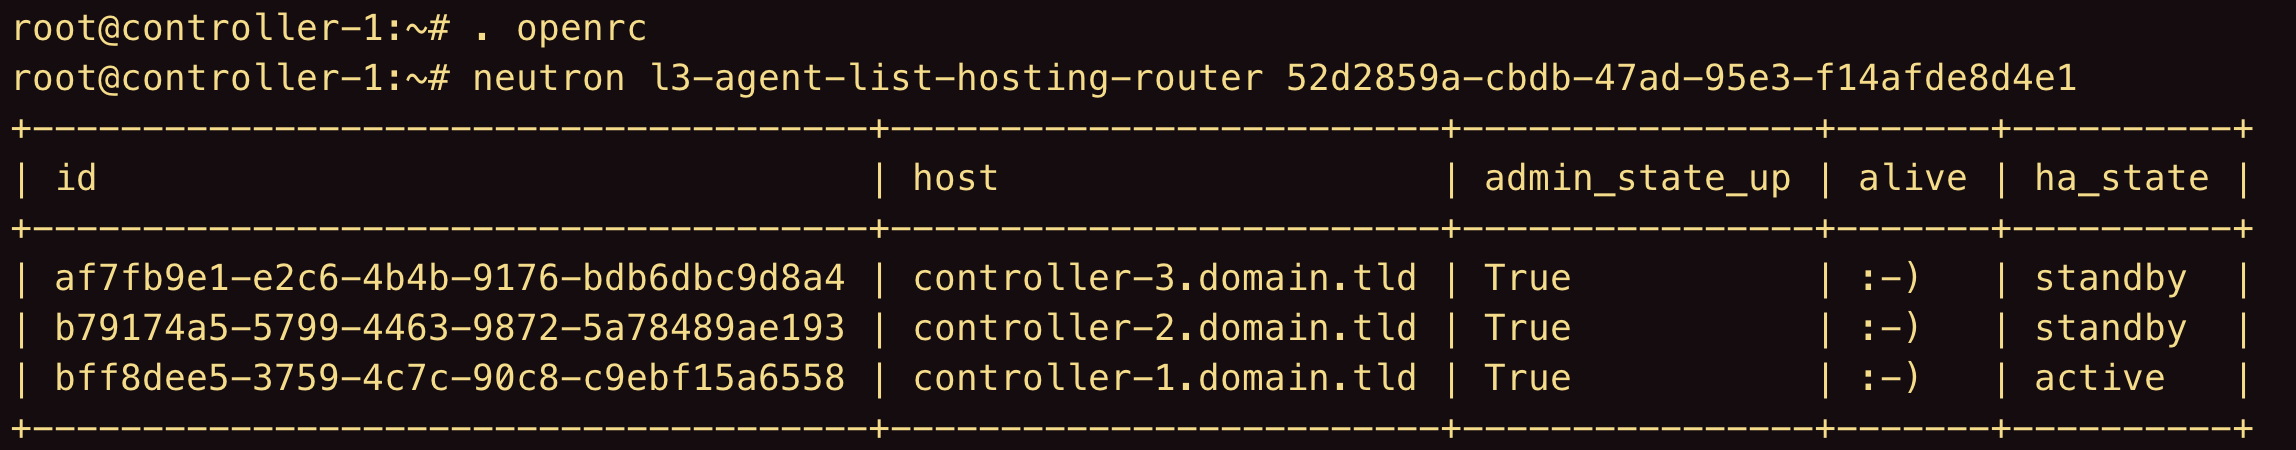 root@controller-1:~# . openrc
root@controller-1:~# neutron l3-agent-list-hosting-router 52d2859a-cbdb-47ad-95e3-f14afde8d4e1
+--------------------------------------+--------------------------+----------------+-------+----------+
| id                                   | host                     | admin_state_up | alive | ha_state |
+--------------------------------------+--------------------------+----------------+-------+----------+
| af7fb9e1-e2c6-4b4b-9176-bdb6dbc9d8a4 | controller-3.domain.tld | True           | :-)   | standby  |
| b79174a5-5799-4463-9872-5a78489ae193 | controller-2.domain.tld | True           | :-)   | standby  |
| bff8dee5-3759-4c7c-90c8-c9ebf15a6558 | controller-1.domain.tld | True           | :-)   | active   |
+--------------------------------------+--------------------------+----------------+-------+----------+